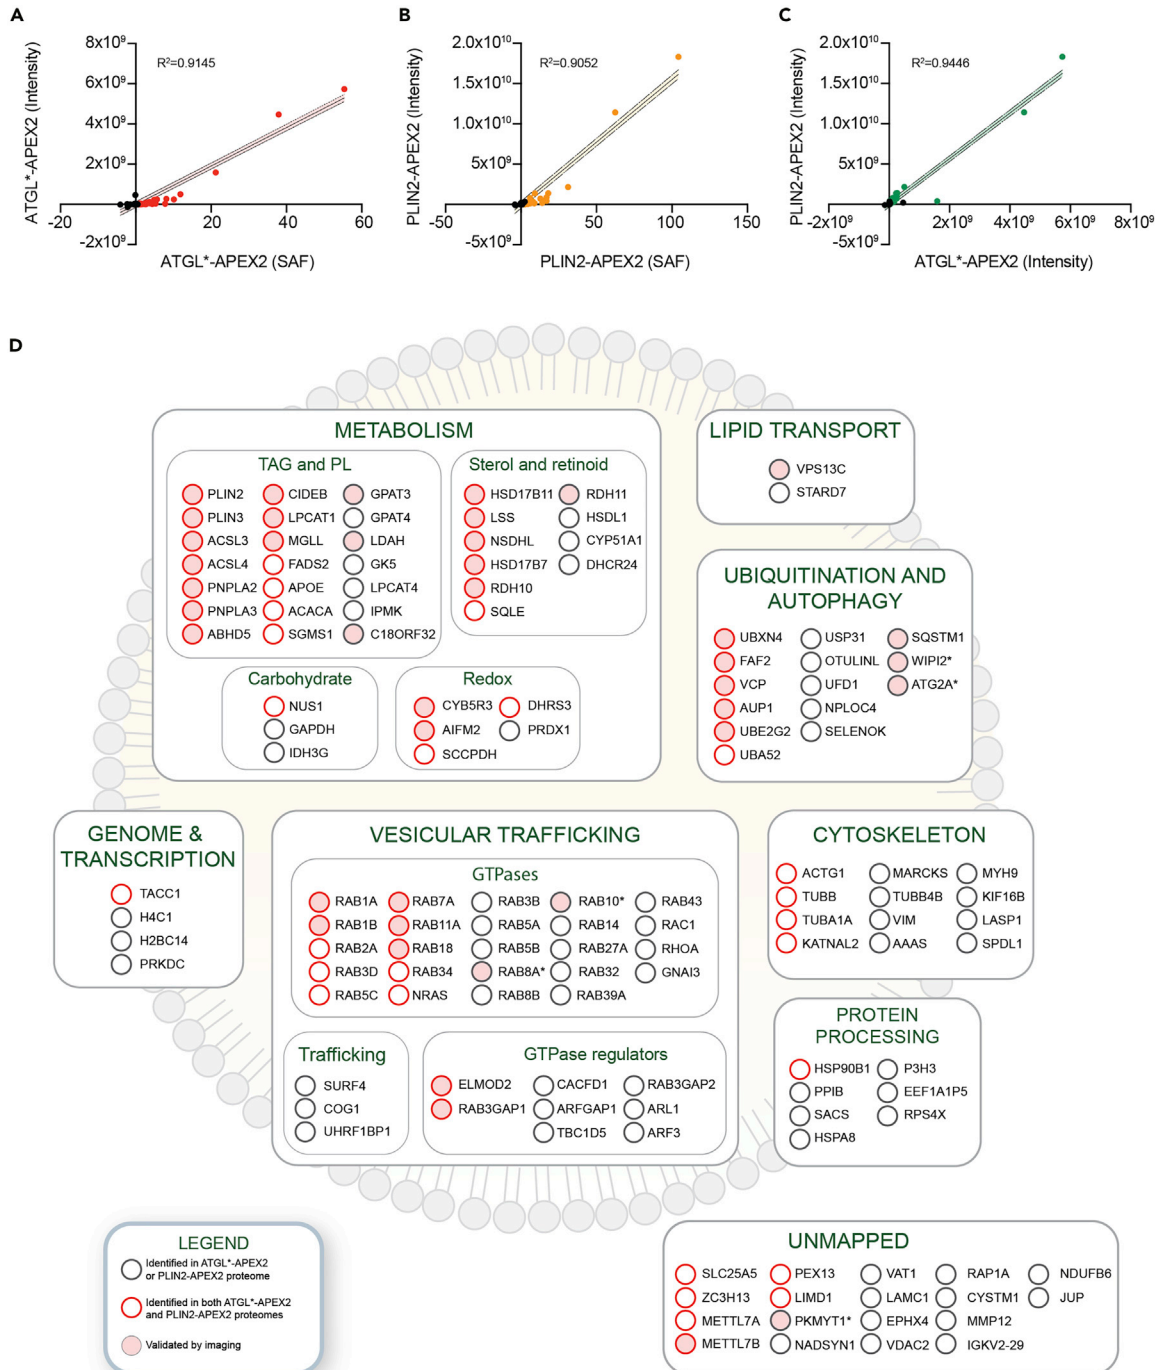 A
B
C
8x10⁹
6x10⁹
4x10⁹
2x10⁹
-2x10⁹
-20
20
40
60
R²=0.9145
ATGL*-APEX2 (Intensity)
ATGL*-APEX2 (SAF)
2.0x10¹⁰
1.5x10¹⁰
1.0x10¹⁰
5x10⁹
-5x10⁹
-50
50
100
150
R²=0.9052
PLIN2-APEX2 (Intensity)
PLIN2-APEX2 (SAF)
2.0x10¹⁰
1.5x10¹⁰
1.0x10¹⁰
5x10⁹
-5x10⁹
-2x10⁹
2x10⁹
4x10⁹
6x10⁹
8x10⁹
R²=0.9446
PLIN2-APEX2 (Intensity)
ATGL*-APEX2 (Intensity)
D
METABOLISM
TAG and PL
PLIN2
PLIN3
ACSL3
ACSL4
PNPLA2
PNPLA3
ABHD5
CIDEB
LPCAT1
MGLL
FADS2
APOE
ACACA
SGMS1
GPAT3
GPAT4
LDAH
GK5
LPCAT4
IPMK
C18ORF32
Sterol and retinoid
HSD17B11
LSS
NSDHL
HSD17B7
RDH10
SQLE
RDH11
HSDL1
CYP51A1
DHCR24
Carbohydrate
NUS1
GAPDH
IDH3G
Redox
CYB5R3
AIFM2
SCCPDH
DHRS3
PRDX1
LIPID TRANSPORT
VPS13C
STARD7
UBIQUITINATION AND
AUTOPHAGY
UBXN4
FAF2
VCP
AUP1
UBE2G2
UBA52
USP31
OTULINL
UFD1
NPLOC4
SELENOK
SQSTM1
WIPI2*
ATG2A*
GENOME &
TRANSCRIPTION
TACC1
H4C1
H2BC14
PRKDC
VESICULAR TRAFFICKING
GTPases
RAB1A
RAB1B
RAB2A
RAB3D
RAB5C
RAB7A
RAB11A
RAB18
RAB34
NRAS
RAB3B
RAB5A
RAB5B
RAB8A*
RAB8B
RAB10*
RAB14
RAB27A
RAB32
RAB39A
RAB43
RAC1
RHOA
GNAI3
Trafficking
SURF4
COG1
UHRF1BP1
GTPase regulators
ELMOD2
RAB3GAP1
CACFD1
ARFGAP1
TBC1D5
RAB3GAP2
ARL1
ARF3
CYTOSKELETON
ACTG1
TUBB
TUBA1A
KATNAL2
MARCKS
TUBB4B
VIM
AAAS
MYH9
KIF16B
LASP1
SPDL1
PROTEIN
PROCESSING
HSP90B1
PPIB
SACS
HSPA8
P3H3
EEF1A1P5
RPS4X
LEGEND
Identified in ATGL*-APEX2
or PLIN2-APEX2 proteome
Identified in both ATGL*-APEX2
and PLIN2-APEX2 proteomes
Validated by imaging
UNMAPPED
SLC25A5
ZC3H13
METTL7A
METTL7B
PEX13
LIMD1
PKMYT1*
NADSYN1
VAT1
LAMC1
EPHX4
VDAC2
RAP1A
CYSTM1
MMP12
IGKV2-29
NDUFB6
JUP